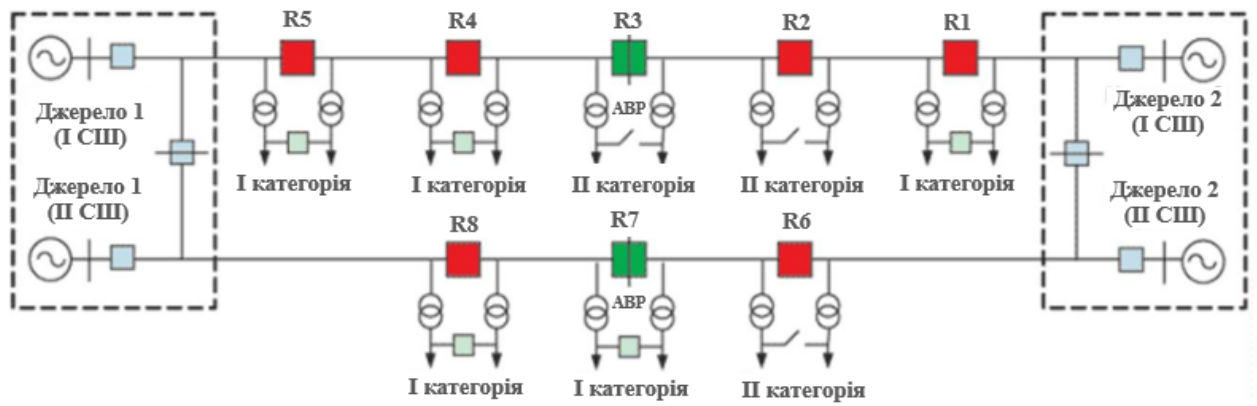 R5 R4 R3 R2 R1
Джерело 1
(І СШ)
АВР
Джерело 2
(І СШ)
І категорія І категорія ІІ категорія ІІ категорія І категорія
Джерело 1
(ІІ СШ)
Джерело 2
(ІІ СШ)
R8 R7 R6
АВР
І категорія І категорія ІІ категорія